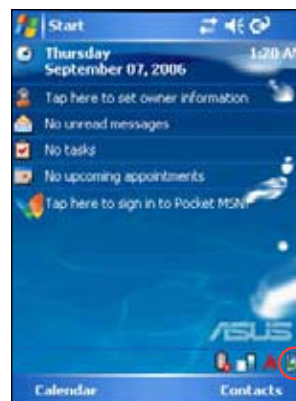 Start
Thursday
1:20 AM
September 07, 2006
Tap here to set owner information
No unread messages
No tasks
No upcoming appointments
Tap here to sign in to Pocket MSN!
ASUS
A
Calendar
Contacts